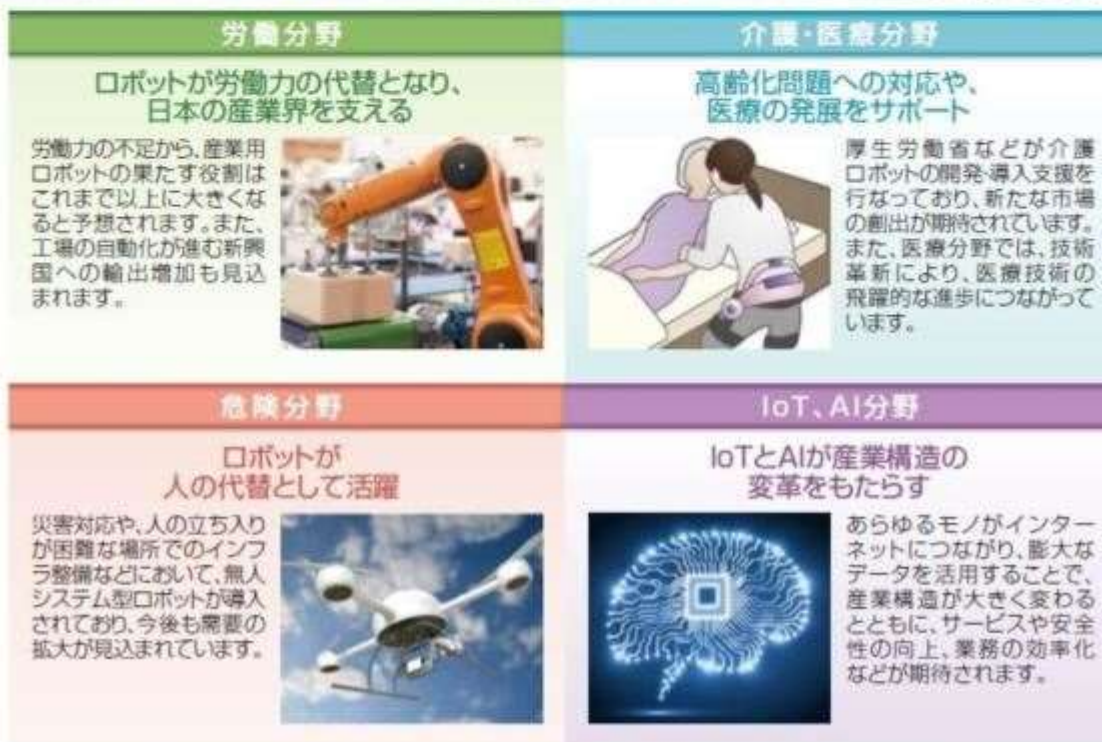 労働分野
ロボットが労働力の代替となり、
日本の産業界を支える
労働力の不足から、産業用
ロボットの果たす役割は
これまで以上に大きくな
ると予想されます。また、
工場の自動化が進む新興
国への輸出増加も見込
まれます。
介護・医療分野
高齢化問題への対応や、
医療の発展をサポート
厚生労働省などが介護
ロボットの開発・導入支援を
行なっており、新たな市場
の創出が期待されています。
また、医療分野では、技術
革新により、医療技術の
飛躍的な進歩につながって
います。
危険分野
ロボットが
人の代替として活躍
災害対応や、人の立ち入り
が困難な場所でのインフ
ラ整備などにおいて、無人
システム型ロボットが導入
されており、今後も需要の
拡大が見込まれています。
IoT、AI分野
IoTとAIが産業構造の
変革をもたらす
あらゆるモノがインター
ネットにつながり、膨大な
データを活用することで、
産業構造が大きく変わる
とともに、サービスや安全
性の向上、業務の効率化
などが期待されます。